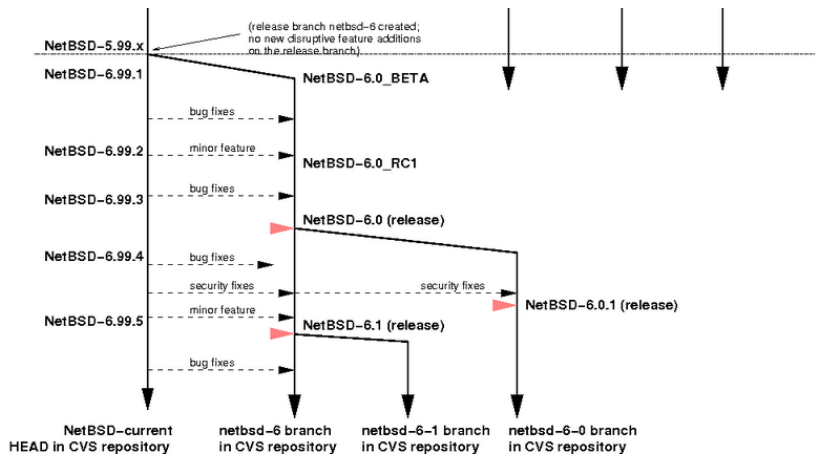 (release branch netbsd-6 created;
no new disruptive feature additions
on the release branch)
NetBSD-5.99.x
NetBSD-6.99.1
NetBSD-6.0_BETA
bug fixes
NetBSD-6.99.2
minor feature
NetBSD-6.0_RC1
bug fixes
NetBSD-6.99.3
NetBSD-6.0 (release)
NetBSD-6.99.4
bug fixes
security fixes
security fixes
NetBSD-6.0.1 (release)
minor feature
NetBSD-6.99.5
NetBSD-6.1 (release)
bug fixes
NetBSD-current
HEAD in CVS repository
netbsd-6 branch
in CVS repository
netbsd-6-1 branch
in CVS repository
netbsd-6-0 branch
in CVS repository